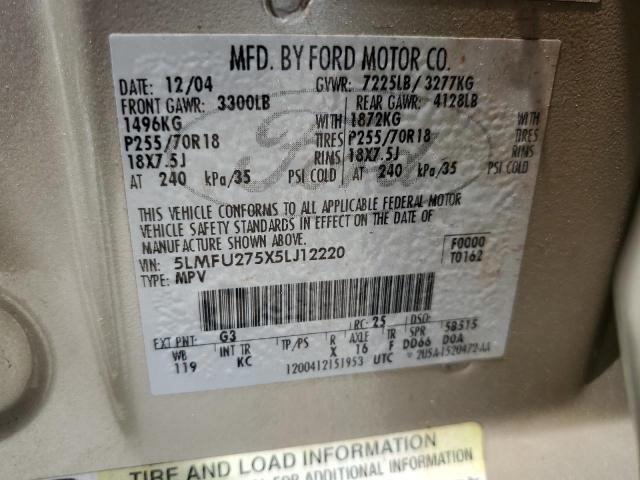 MFD. BY FORD MOTOR CO.
DATE: 12/04 GVWR: 7225LB/ 3277KG
FRONT GAWR: 3300LB REAR GAWR: 4128LB
1496KG WITH 1872KG WITH
P255/70R18 TIRES P255/70R18 TIRES
18X7.5J RIMS 18X7.5J RIMS
AT 240 kPa/35 PSI COLD AT 240 kPa/35 PSI COLD
THIS VEHICLE CONFORMS TO ALL APPLICABLE FEDERAL MOTOR
VEHICLE SAFETY STANDARDS IN EFFECT ON THE DATE OF
MANUFACTURE SHOWN ABOVE.
VIN: 5LMFU275X5LJ12220 F0000
TYPE: MPV T0162
EXT PNT: G3 RC: 25 DSO: 5B515
WB INT TR TP/PS R AXLE TR SPR D0A
119 KC X 16 F DD66
1200412151953 UTC * 2U5A-1520472-AA
Ford
TIRE AND LOAD INFORMATION
FOR ADDITIONAL INFORMATION